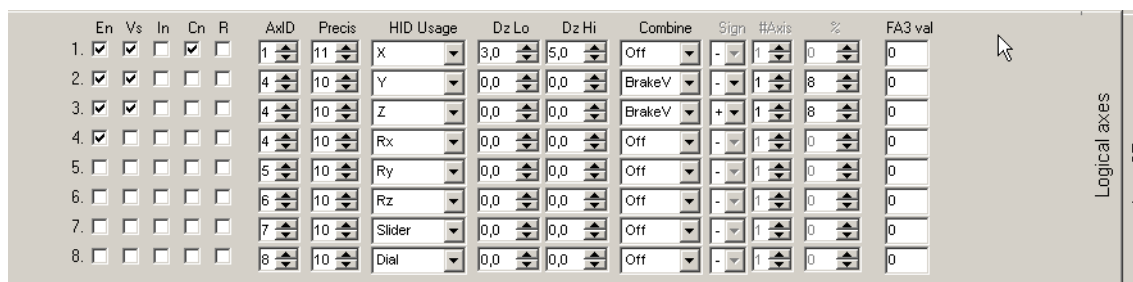 En Vs In Cn R AxID Precis HID Usage Dz Lo Dz Hi Combine Sign #Axis % FA3 val
1. 1 11 X 3,0 5,0 Off - 1 0 0
2. 4 10 Y 0,0 0,0 BrakeV - 1 8 0
3. 4 10 Z 0,0 0,0 BrakeV + 1 8 0
4. 4 10 Rx 0,0 0,0 Off - 1 0 0
5. 5 10 Ry 0,0 0,0 Off - 1 0 0
6. 6 10 Rz 0,0 0,0 Off - 1 0 0
7. 7 10 Slider 0,0 0,0 Off - 1 0 0
8. 8 10 Dial 0,0 0,0 Off - 1 0 0
Logical axes